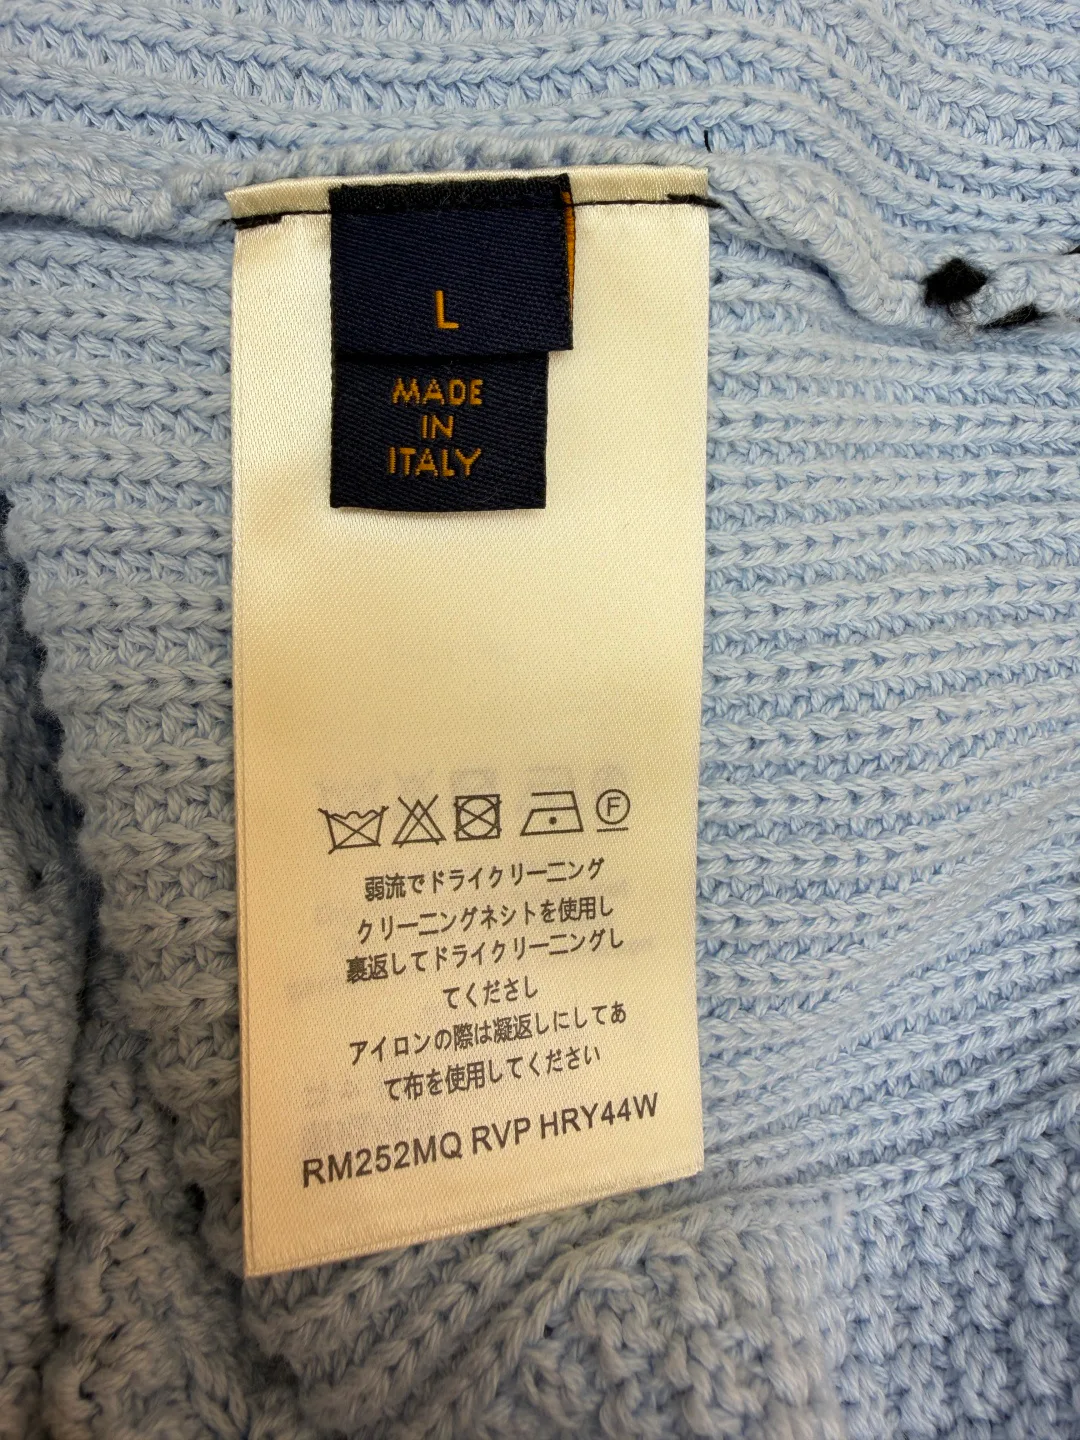 L
MADE
IN
ITALY
F
弱流でドライクリーニング
クリーニングネシトを使用し
裹返してドライクリーニングし
てくださし
アイロンの際は凝返しにしてあ
て布を使用してください
RM252MQ RVP HRY44W